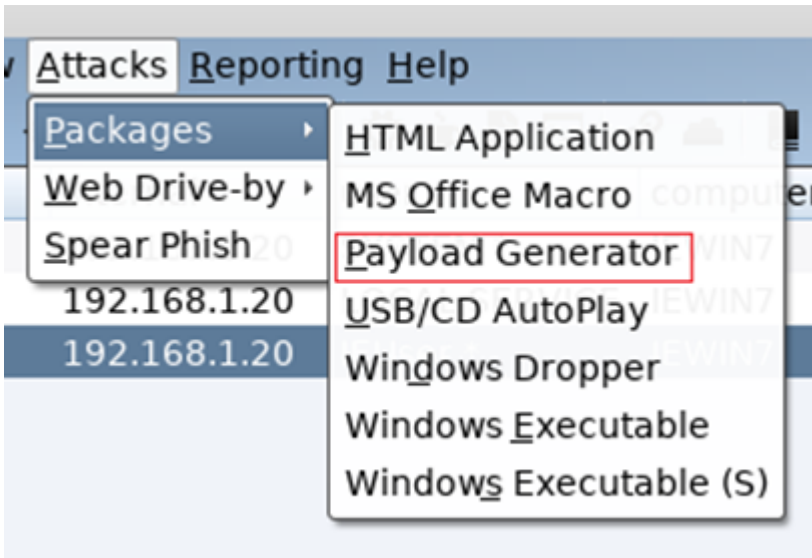 Attacks Reporting Help
Packages
Web Drive-by
Spear Phish
HTML Application
MS Office Macro
Payload Generator
USB/CD AutoPlay
Windows Dropper
Windows Executable
Windows Executable (S)
192.168.1.20
192.168.1.20